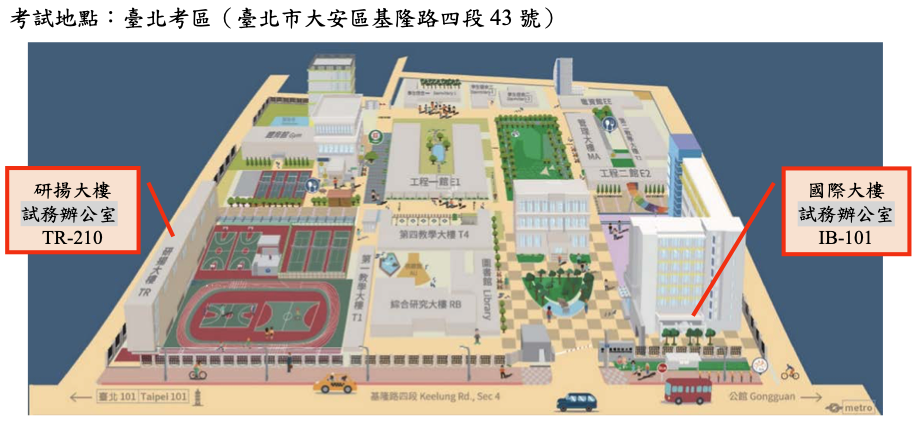 考試地點：臺北考區（臺北市大安區基隆路四段 43 號）
研揚大樓
試務辦公室
TR-210
國際大樓
試務辦公室
IB-101
體育館 Gym
電資館EE
管理大樓 MA
工程一館 E1
工程二館 E2
第四教學大樓 T4
研揚大樓 TR
第一教學大樓 T1
圖書館 Library
綜合研究大樓 RB
臺北 101 Taipei 101
基隆路四段 Keelung Rd., Sec 4
公館 Gongguan
metro